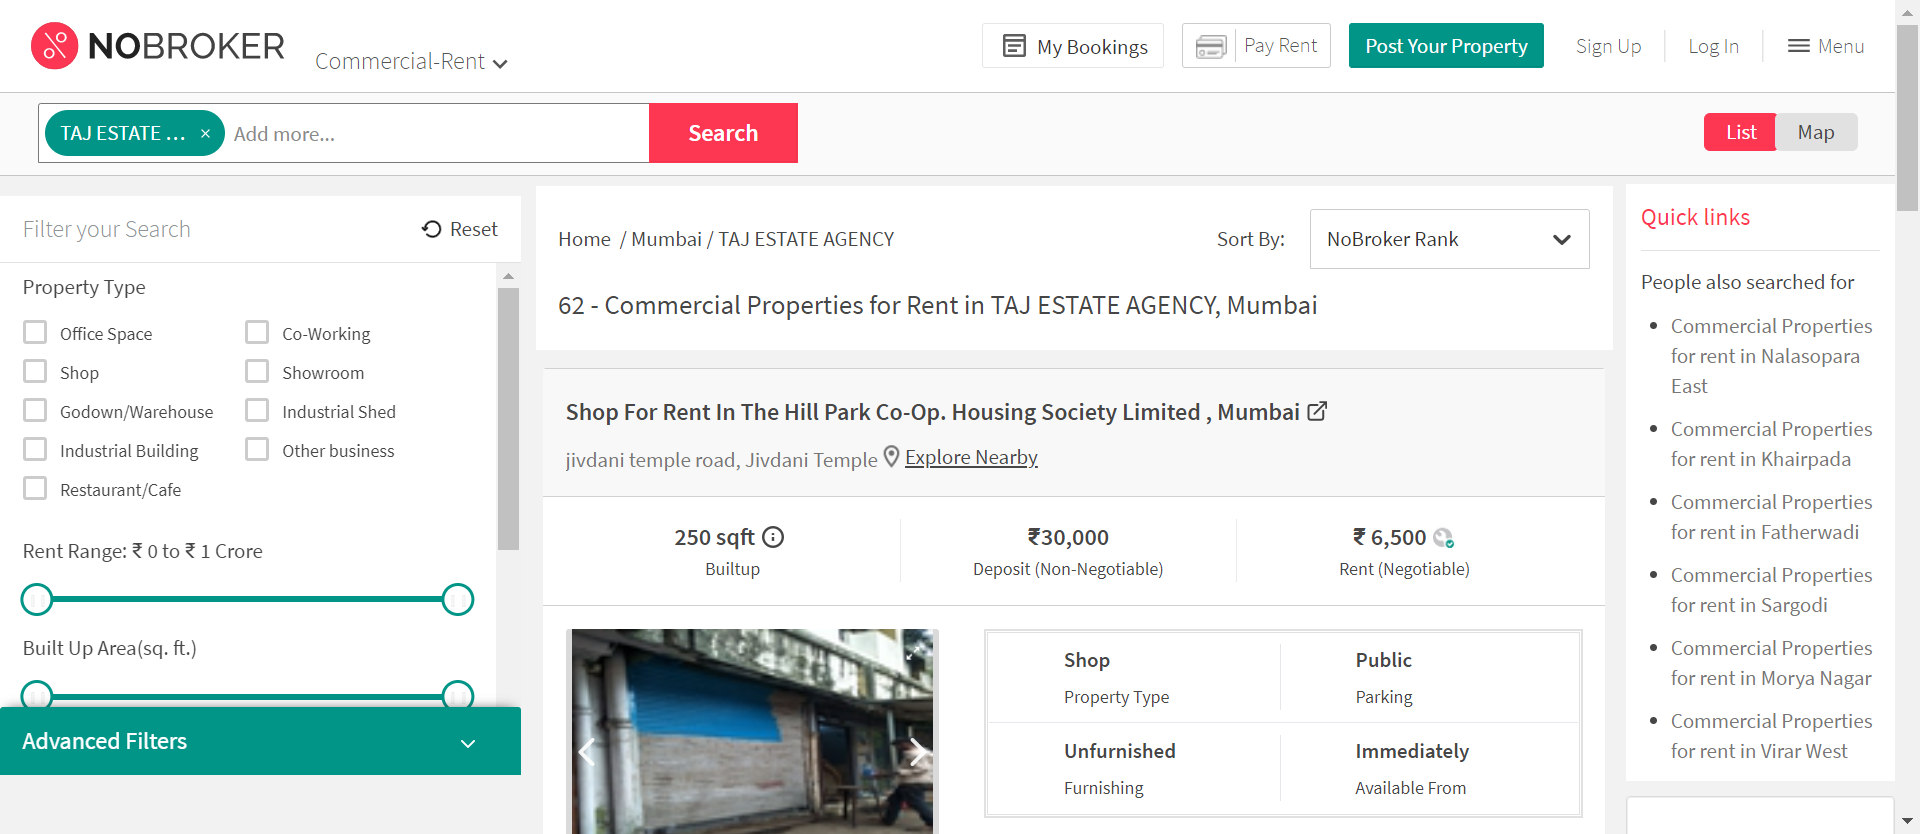 NOBROKER
Commercial-Rent
My Bookings
Pay Rent
Post Your Property
Sign Up
Log In
Menu
TAJ ESTATE ... ×
Add more...
Search
List
Map
Filter your Search
Reset
Property Type
Office Space
Co-Working
Shop
Showroom
Godown/Warehouse
Industrial Shed
Industrial Building
Other business
Restaurant/Cafe
Rent Range: ₹ 0 to ₹ 1 Crore
Built Up Area(sq. ft.)
Advanced Filters
Home / Mumbai / TAJ ESTATE AGENCY
Sort By:
NoBroker Rank
62 - Commercial Properties for Rent in TAJ ESTATE AGENCY, Mumbai
Shop For Rent In The Hill Park Co-Op. Housing Society Limited , Mumbai
jivdani temple road, Jivdani Temple
Explore Nearby
250 sqft
Builtup
₹30,000
Deposit (Non-Negotiable)
₹ 6,500
Rent (Negotiable)
Shop
Property Type
Public
Parking
Unfurnished
Furnishing
Immediately
Available From
Quick links
People also searched for
Commercial Properties
for rent in Nalasopara
East
Commercial Properties
for rent in Khairpada
Commercial Properties
for rent in Fatherwadi
Commercial Properties
for rent in Sargodi
Commercial Properties
for rent in Morya Nagar
Commercial Properties
for rent in Virar West